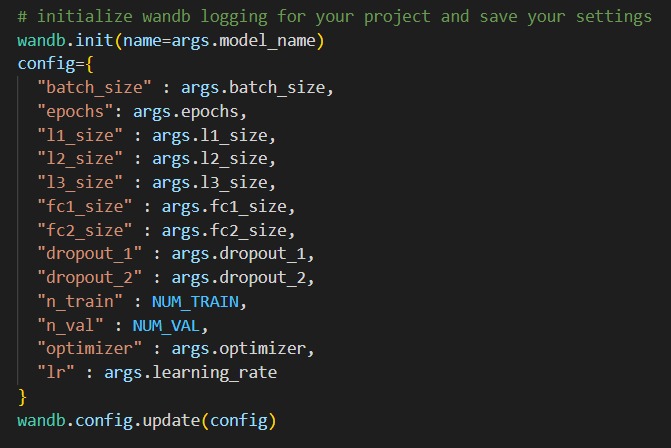 # initialize wandb logging for your project and save your settings
wandb.init(name=args.model_name)
config={
  "batch_size" : args.batch_size,
  "epochs": args.epochs,
  "l1_size" : args.l1_size,
  "l2_size" : args.l2_size,
  "l3_size" : args.l3_size,
  "fc1_size" : args.fc1_size,
  "fc2_size" : args.fc2_size,
  "dropout_1" : args.dropout_1,
  "dropout_2" : args.dropout_2,
  "n_train" : NUM_TRAIN,
  "n_val" : NUM_VAL,
  "optimizer" : args.optimizer,
  "lr" : args.learning_rate
}
wandb.config.update(config)